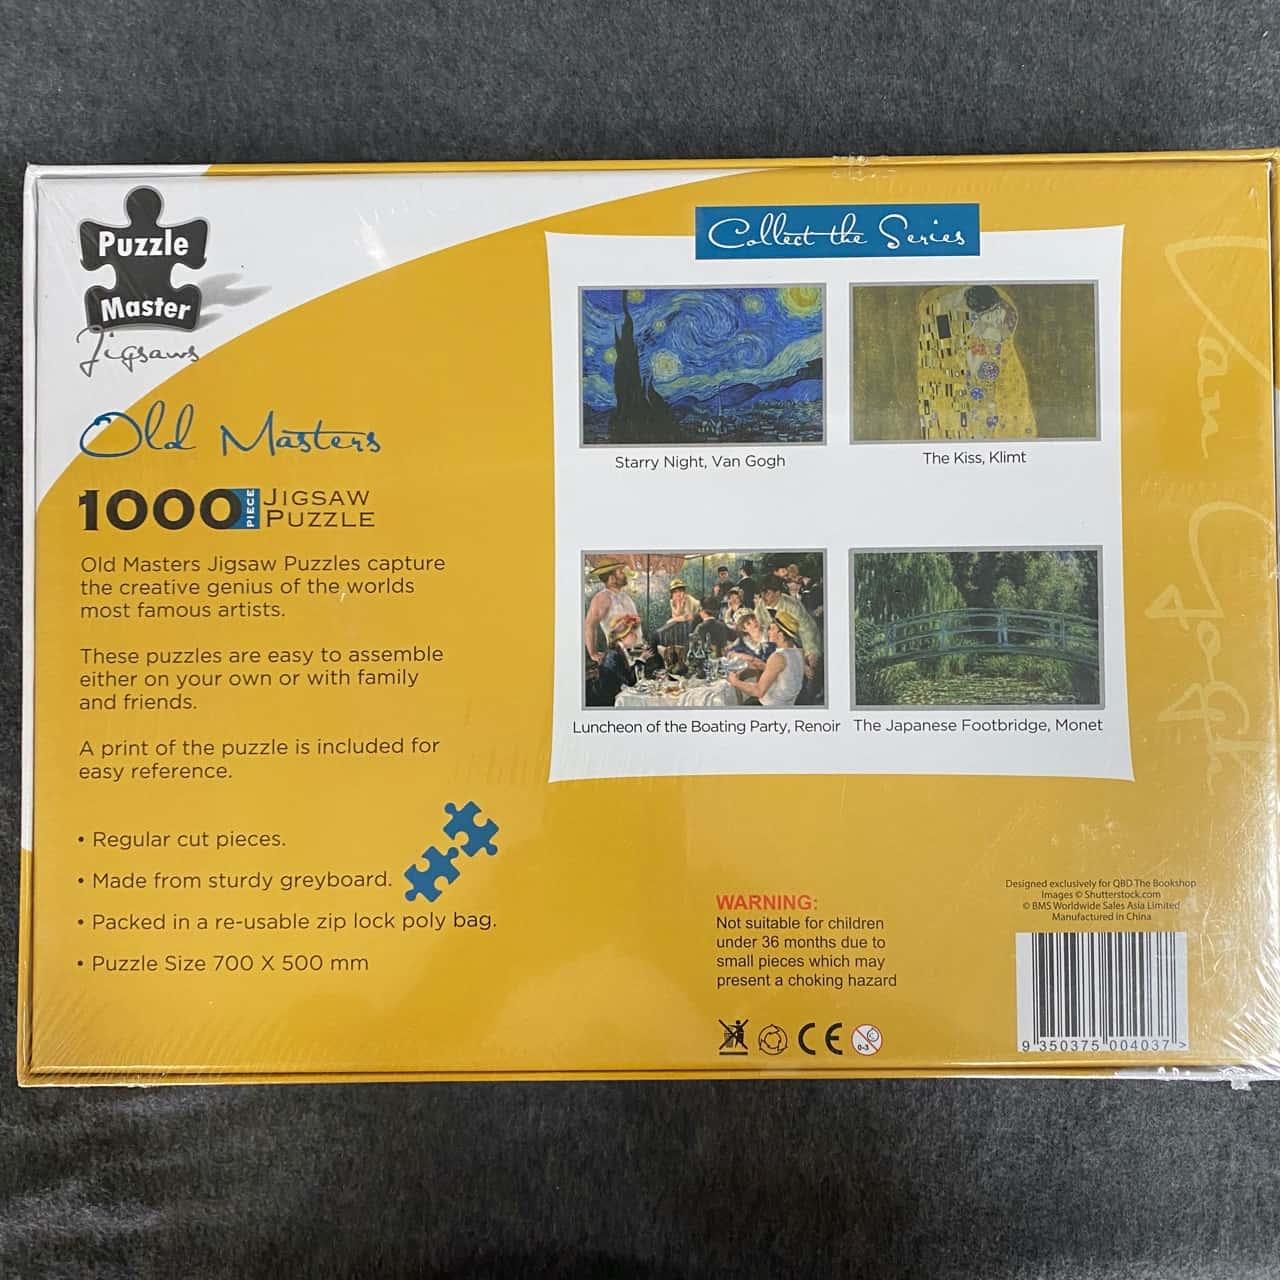 Puzzle
Master
Jigsaws
Old Masters
1000 PIECE JIGSAW
PUZZLE
Old Masters Jigsaw Puzzles capture
the creative genius of the worlds
most famous artists.
These puzzles are easy to assemble
either on your own or with family
and friends.
A print of the puzzle is included for
easy reference.
• Regular cut pieces.
• Made from sturdy greyboard.
• Packed in a re-usable zip lock poly bag.
• Puzzle Size 700 X 500 mm
Collect the Series
Starry Night, Van Gogh
The Kiss, Klimt
Luncheon of the Boating Party, Renoir
The Japanese Footbridge, Monet
Van Gogh
WARNING:
Not suitable for children
under 36 months due to
small pieces which may
present a choking hazard
CE
0-3
Designed exclusively for QBD The Bookshop
Images © Shutterstock.com
© BMS Worldwide Sales Asia Limited
Manufactured in China
9 350375 004037 >